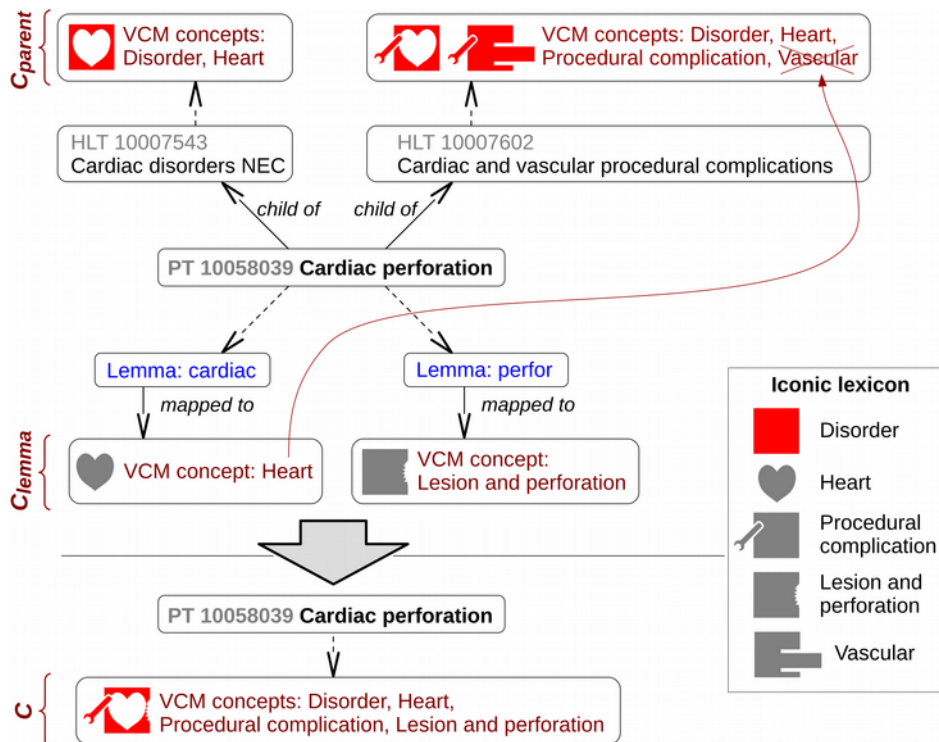 Cparent
VCM concepts:
Disorder, Heart
VCM concepts: Disorder, Heart,
Procedural complication, Vascular
HLT 10007543
Cardiac disorders NEC
HLT 10007602
Cardiac and vascular procedural complications
child of
child of
PT 10058039 Cardiac perforation
Lemma: cardiac
Lemma: perfor
mapped to
mapped to
Clemma
VCM concept: Heart
VCM concept:
Lesion and perforation
Iconic lexicon
Disorder
Heart
Procedural
complication
Lesion and
perforation
Vascular
PT 10058039 Cardiac perforation
C
VCM concepts: Disorder, Heart,
Procedural complication, Lesion and perforation